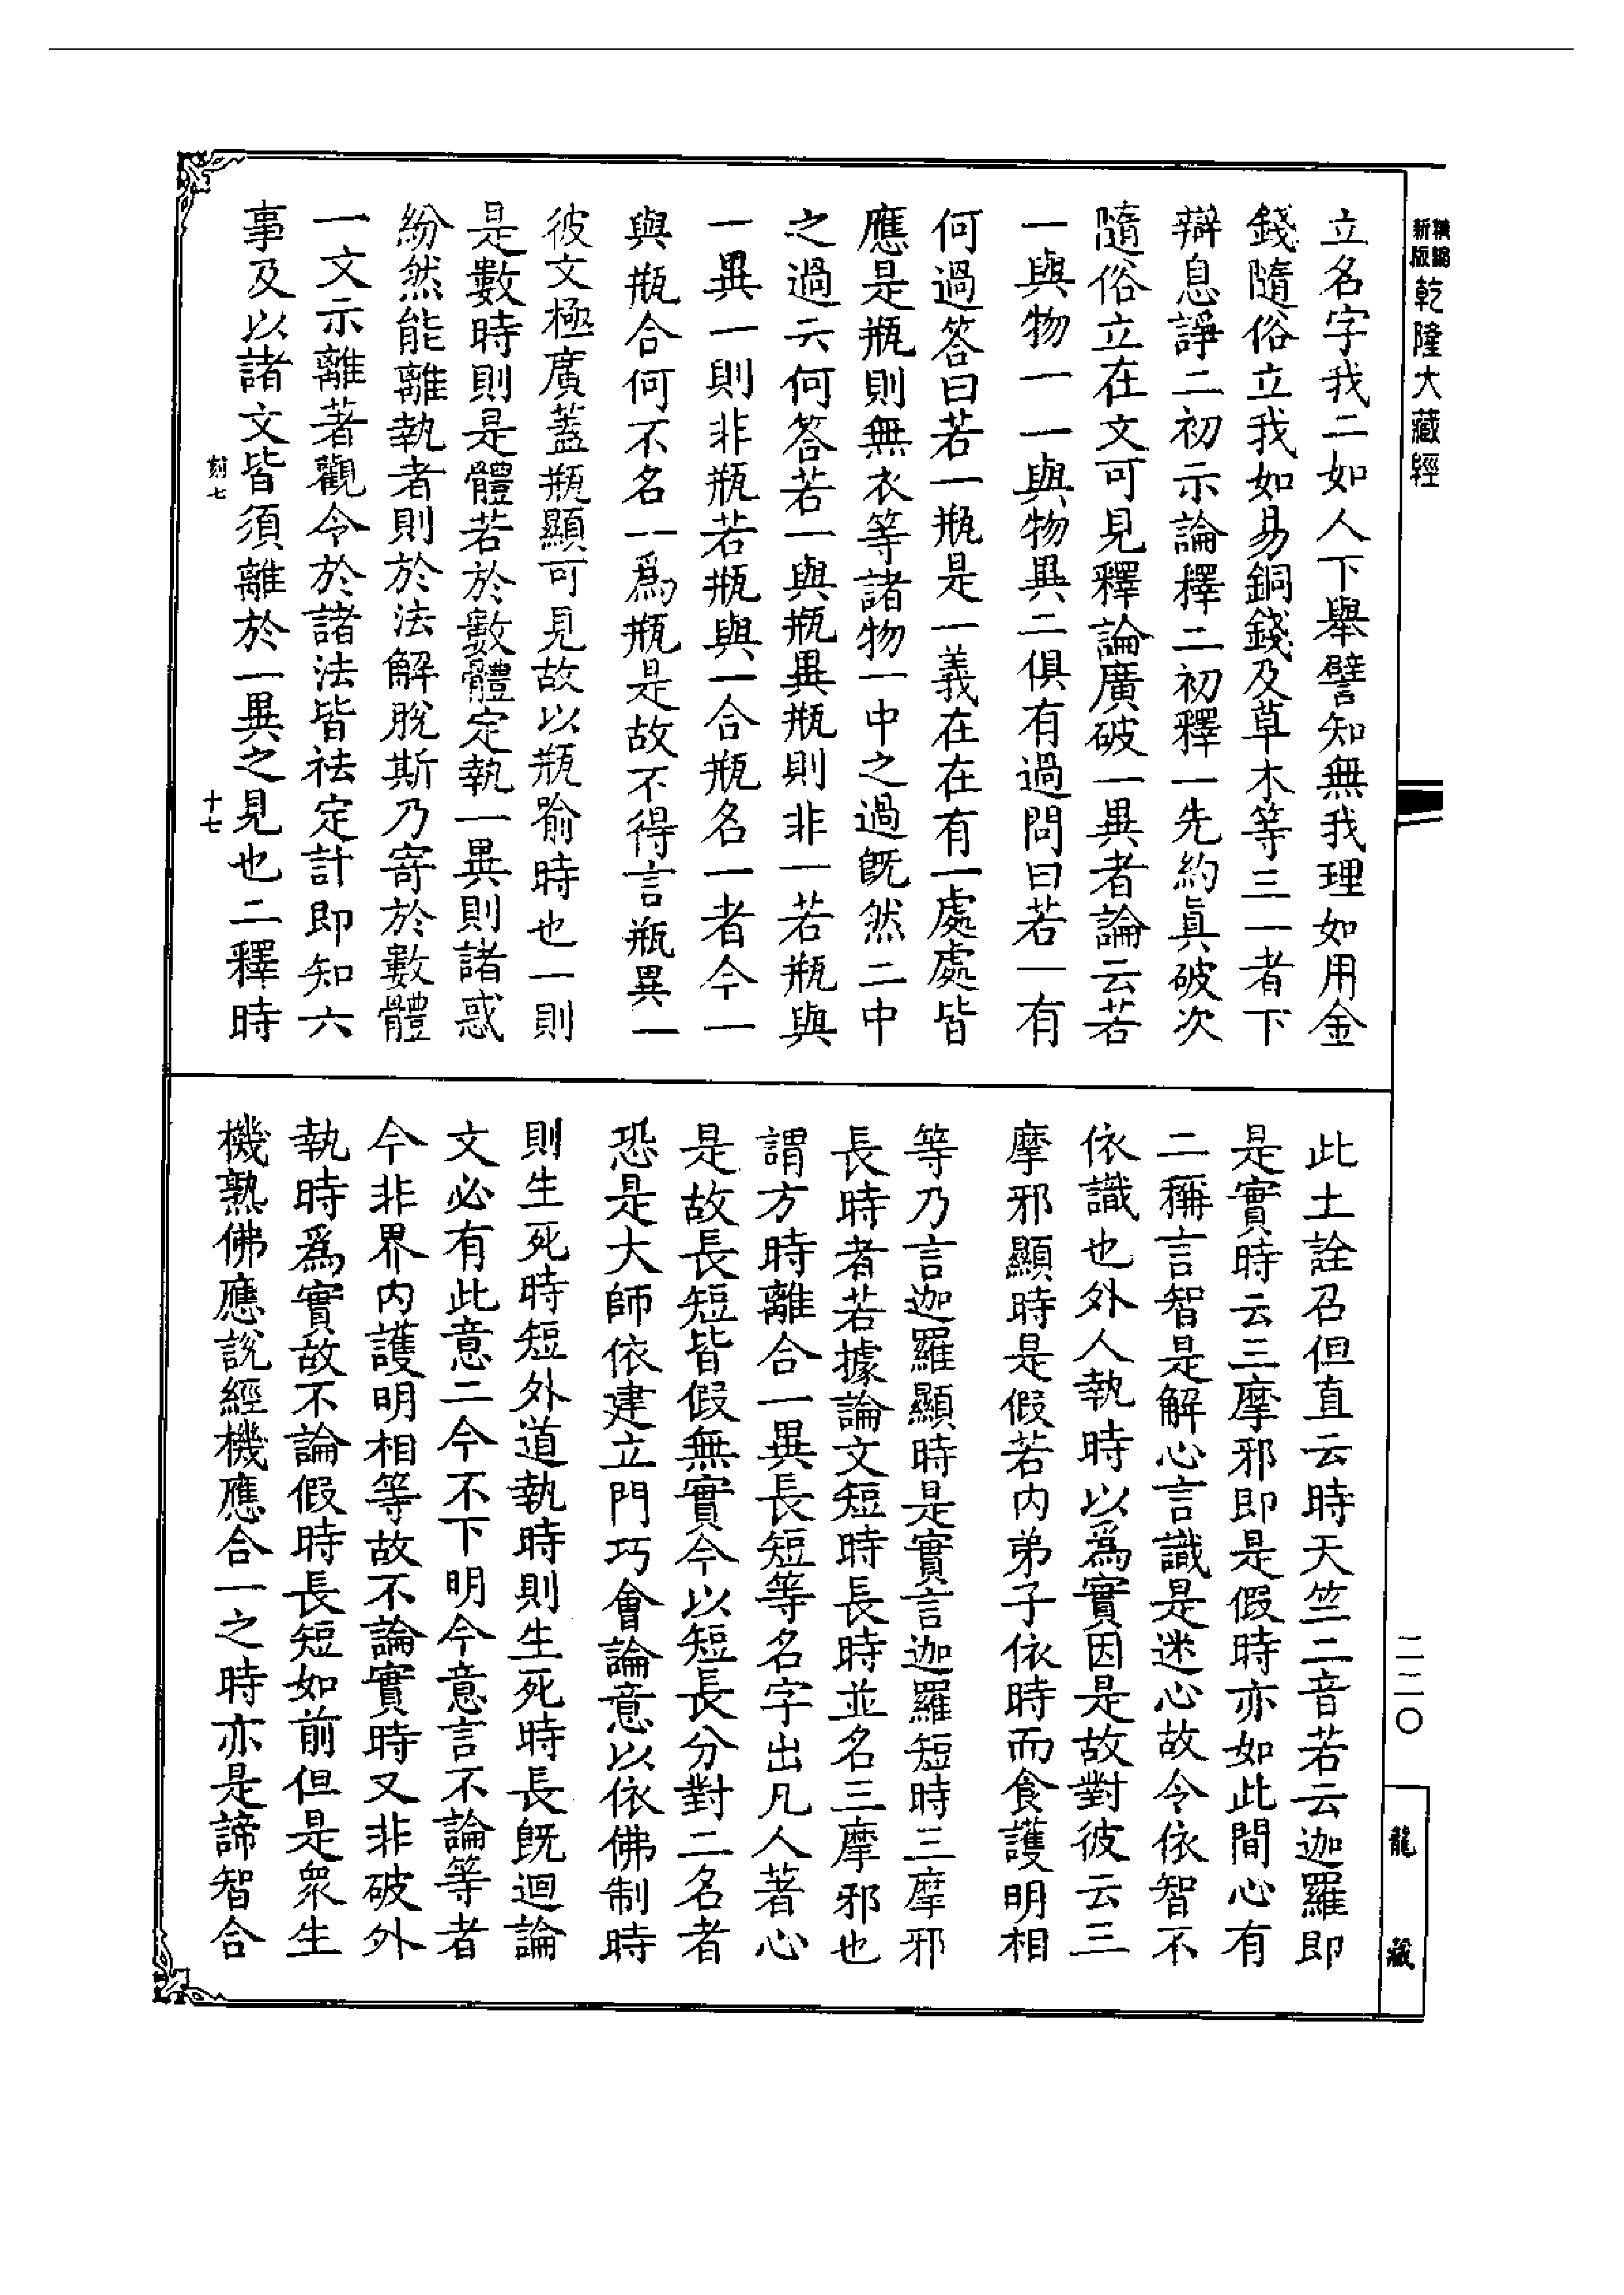 新版
乾隆大藏經
立名字我二如人下舉譬知無我理如用金
錢隨俗立我如易銅錢及草木等三一者下
辯息諍二初示論釋二初釋一先約真破次
隨俗立在文可見釋論廣破一異者論云若
一與物一一與物異二俱有過問曰若一有
何過答曰若一瓶是一義在在有一處處皆
應是瓶則無衣等諸物一中之過旣然二中
之過云何答若一與瓶異瓶則非一若瓶與
一異一則非瓶若瓶與一合瓶名一者今一
與瓶合何不名一爲瓶是故不得言瓶異一
彼文極廣蓋瓶顯可見故以瓶喻時也一則
是數時則是體若於數體定執一異則諸惑
紛然能離執者則於法解脫斯乃寄於數體
一文示離著觀令於諸法皆祛定計即知六
事及以諸文皆須離於一異之見也二釋時
刻七
十七
此土詮召但直云時天竺二音若云迦羅即
是實時云三摩邪即是假時亦如此間心有
二稱言智是解心言識是迷心故令依智不
依識也外人執時以爲實因是故對彼云三
摩邪顯時是假若內弟子依時而食護明相
等乃言迦羅顯時是實言迦羅短時三摩邪
長時者若據論文短時長時並名三摩邪也
謂方時離合一異長短等名字出凡人著心
是故長短皆假無實今以短長分對二名者
恐是大師依建立門巧會論意以依佛制時
則生死時短外道執時則生死時長旣迴論
文必有此意二今不下明今意言不論等者
今非界內護明相等故不論實時又非破外
執時爲實故不論假時長短如前但是眾生
機熟佛應說經機應合一之時亦是諦智合
二二〇
龍藏